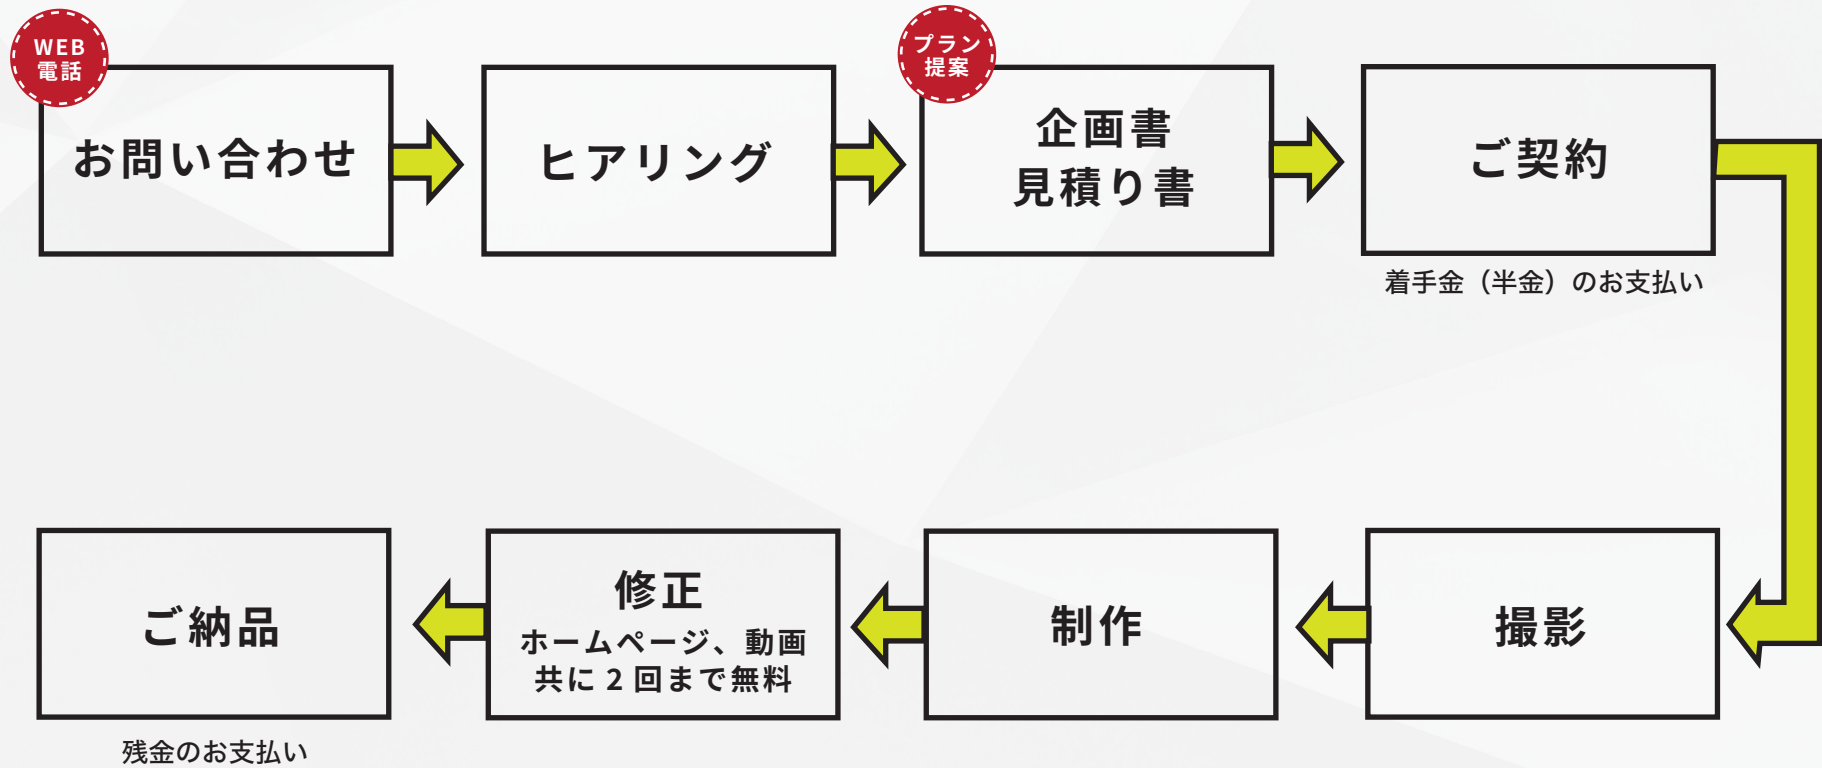 WEB
電話
お問い合わせ
ヒアリング
プラン
提案
企画書
見積り書
ご契約
着手金（半金）のお支払い
撮影
制作
修正
ホームページ、動画
共に 2 回まで無料
ご納品
残金のお支払い